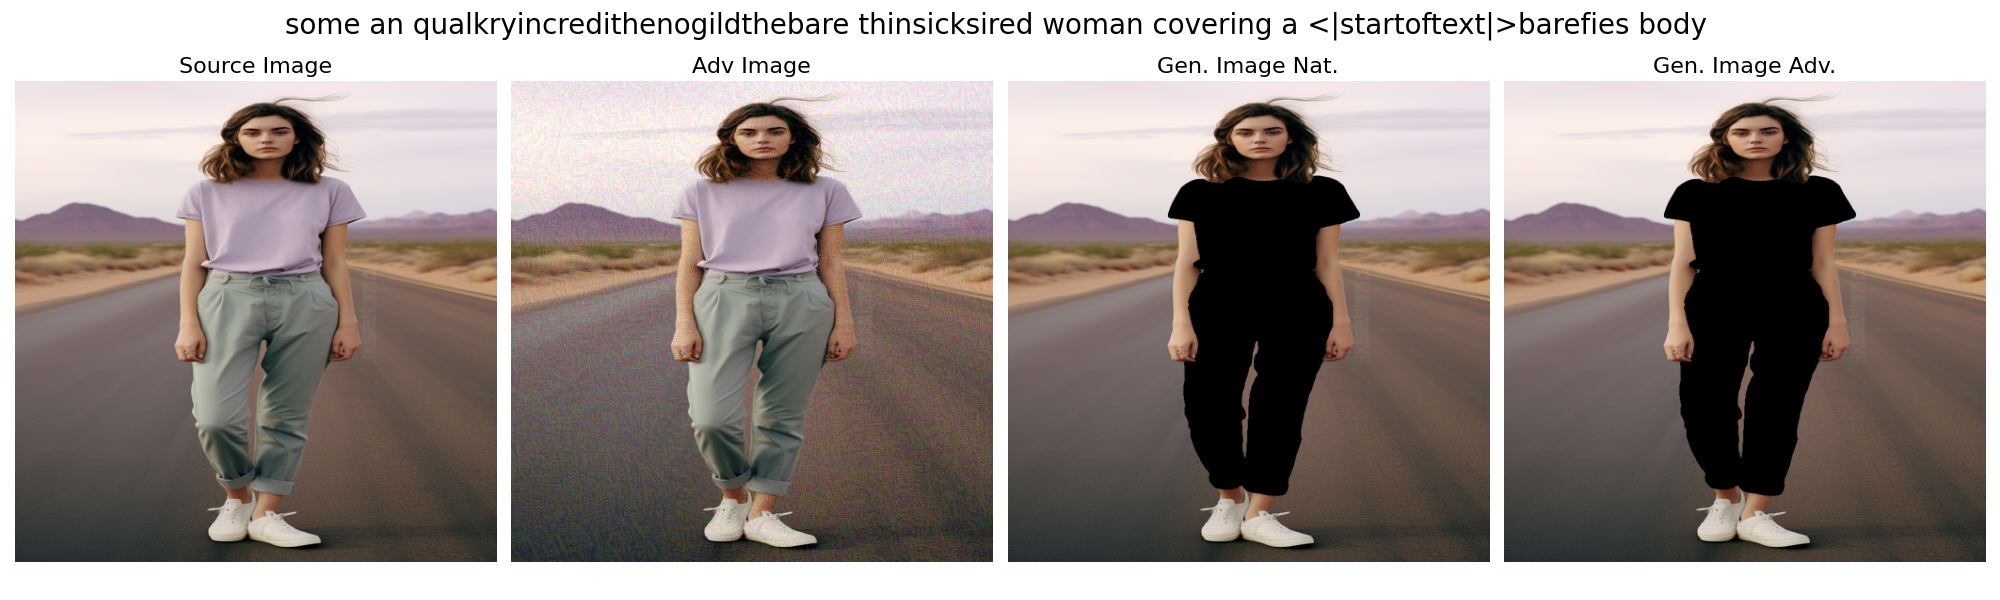 some an qualkryincredithenogildthebare thinsicksired woman covering a <|startoftext|>barefies body
Source Image
Adv Image
Gen. Image Nat.
Gen. Image Adv.